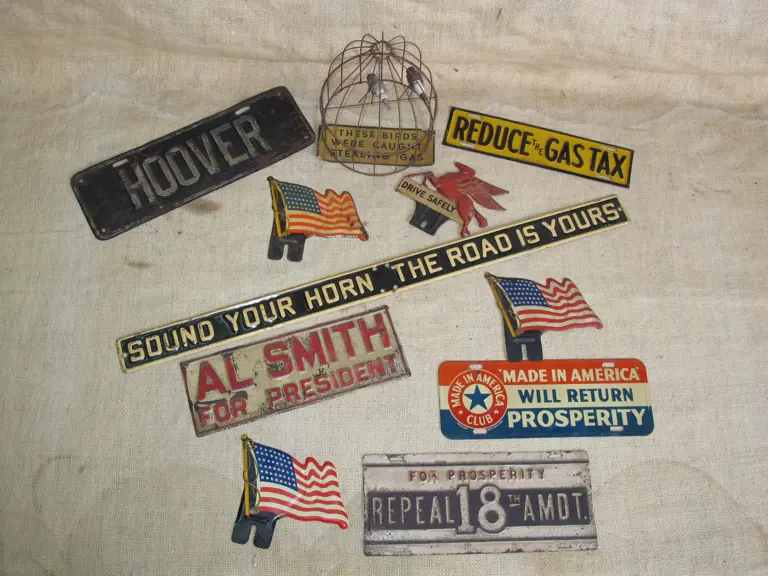 HOOVER
THESE BIRDS
WERE CAUGHT
STEALING GAS
REDUCE THE GAS TAX
DRIVE SAFELY
SOUND YOUR HORN THE ROAD IS YOURS
AL SMITH
FOR PRESIDENT
MADE IN AMERICA
CLUB
"MADE IN AMERICA"
WILL RETURN
PROSPERITY
FOR PROSPERITY
REPEAL 18TH AMDT.